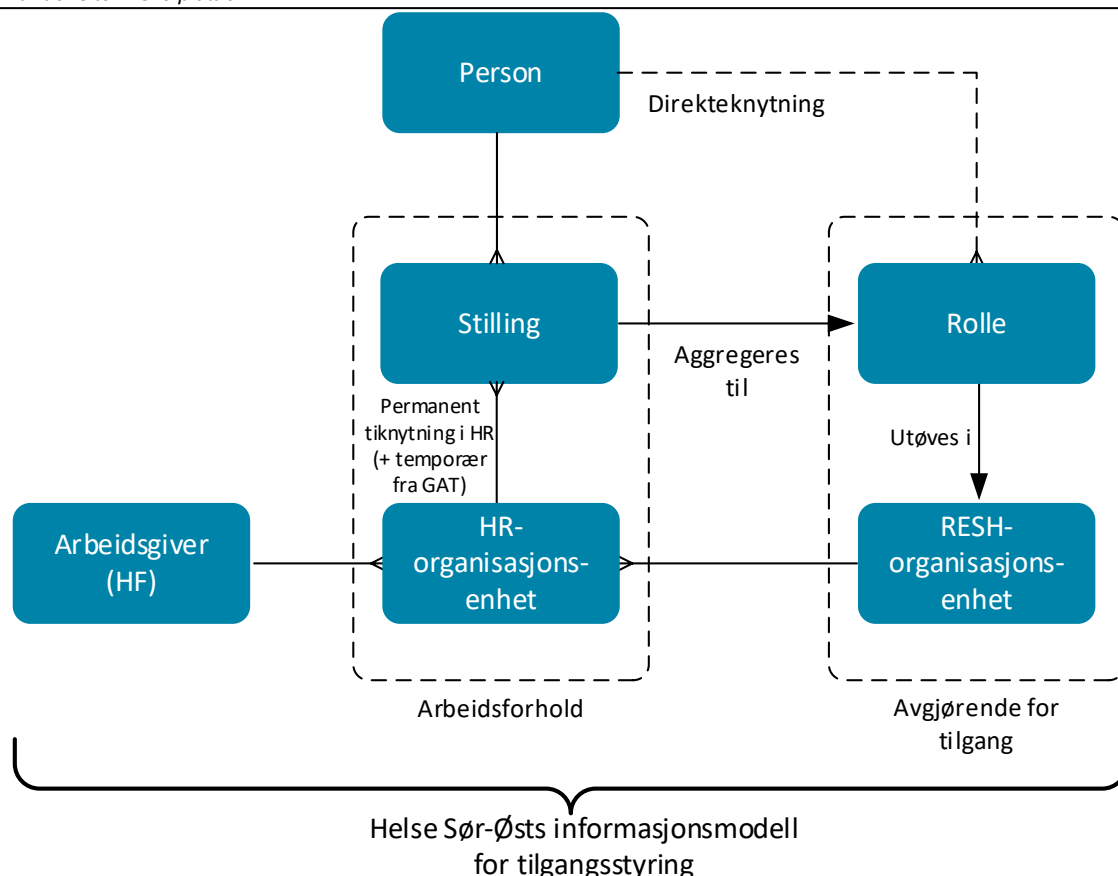 Person
Direkteknytning
Stilling
Rolle
Aggregeres
til
Permanent
tiknytning i HR
(+ temporær
fra GAT)
Utøves i
Arbeidsgiver
(HF)
HR-
organisasjons-
enhet
RESH-
organisasjons-
enhet
Arbeidsforhold
Avgjørende for
tilgang
Helse Sør-Østs informasjonsmodell
for tilgangsstyring